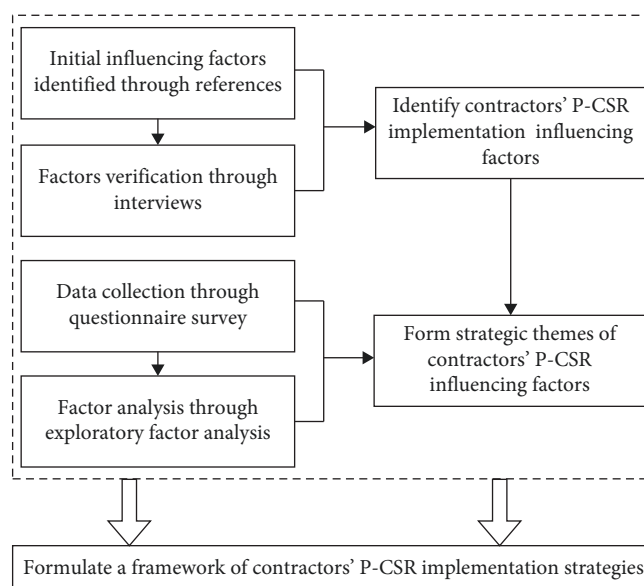 Initial influencing factors
identified through references
Factors verification through
interviews
Identify contractors’ P-CSR
implementation influencing
factors
Data collection through
questionnaire survey
Factor analysis through
exploratory factor analysis
Form strategic themes of
contractors’ P-CSR
influencing factors
Formulate a framework of contractors’ P-CSR implementation strategies